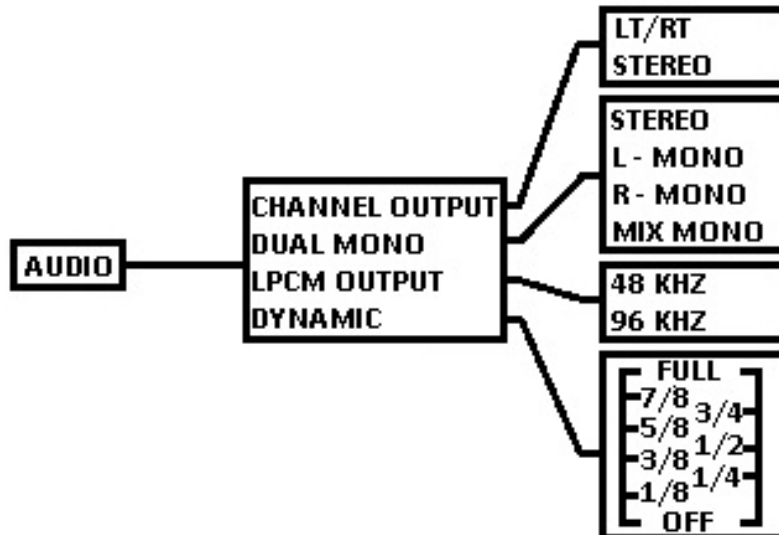 AUDIO
CHANNEL OUTPUT
DUAL MONO
LPCM OUTPUT
DYNAMIC
LT/RT
STEREO
STEREO
L - MONO
R - MONO
MIX MONO
48 KHZ
96 KHZ
FULL
7/8
3/4
5/8
1/2
3/8
1/4
1/8
OFF